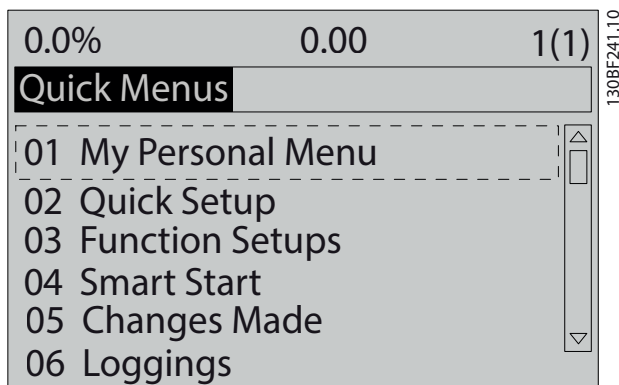 0.0% 0.00 1(1)
Quick Menus
01 My Personal Menu
02 Quick Setup
03 Function Setups
04 Smart Start
05 Changes Made
06 Loggings
130BF241.10